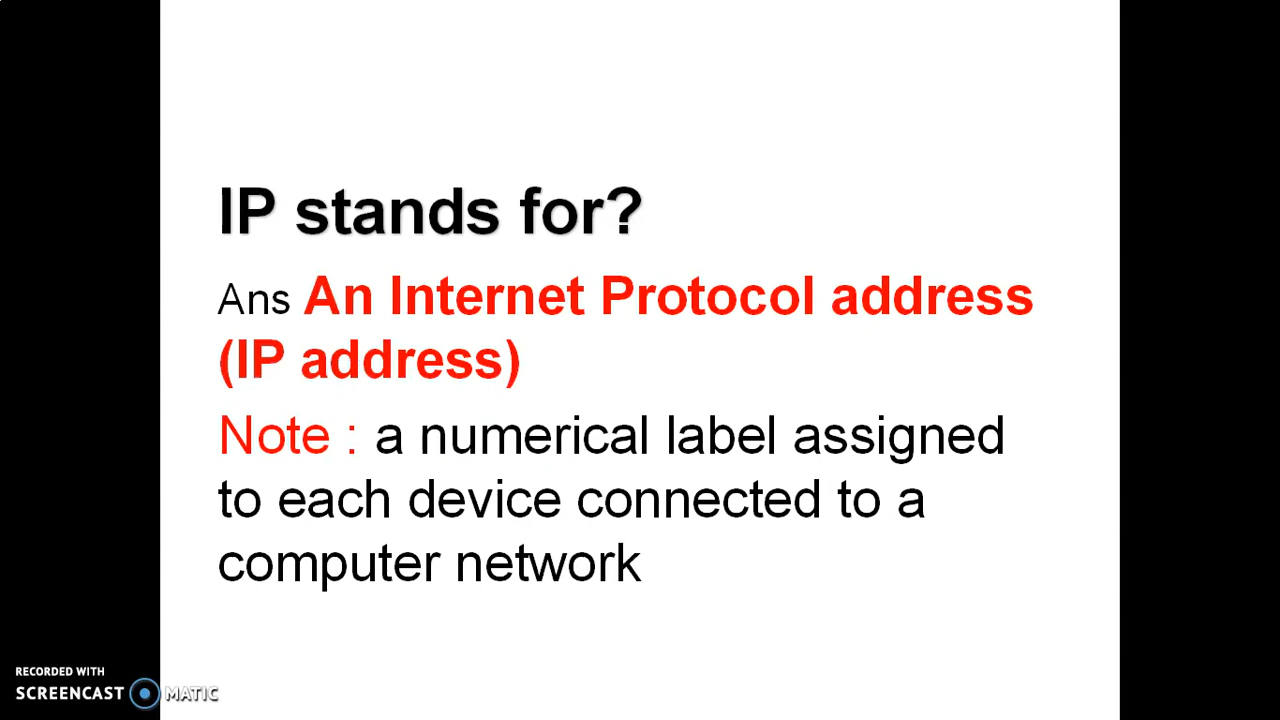 IP stands for?
Ans An Internet Protocol address
(IP address)
Note : a numerical label assigned
to each device connected to a
computer network
RECORDED WITH
SCREENCAST MATIC